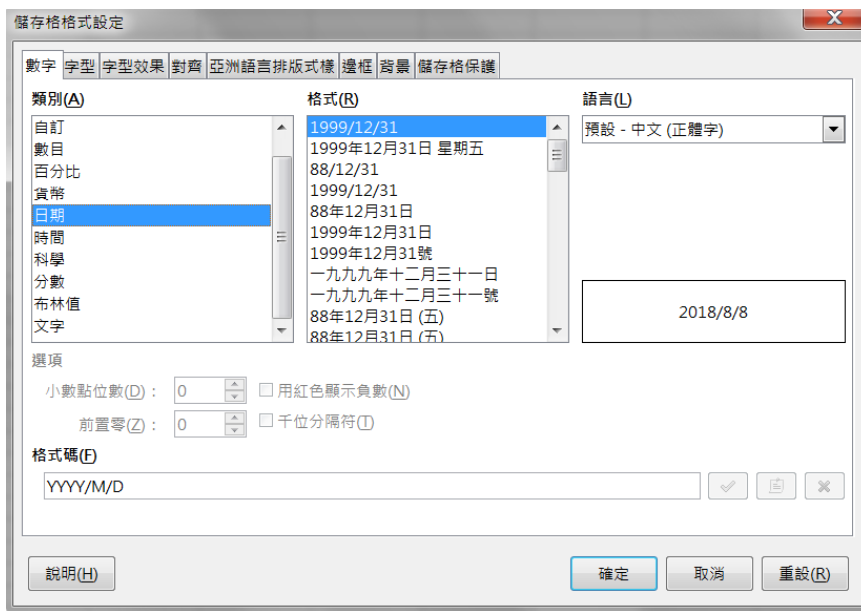 儲存格格式設定
數字 字型 字型效果 對齊 亞洲語言排版式樣 邊框 背景 儲存格保護
類別(A)
自訂
數目
百分比
貨幣
日期
時間
科學
分數
布林值
文字
格式(R)
1999/12/31
1999年12月31日 星期五
88/12/31
1999/12/31
88年12月31日
1999年12月31日
1999年12月31號
一九九九年十二月三十一日
一九九九年十二月三十一號
88年12月31日 (五)
88年12月31日 (五)
語言(L)
預設 - 中文 (正體字)
2018/8/8
選項
小數點位數(D)： 0 用紅色顯示負數(N)
前置零(Z)： 0 千位分隔符(T)
格式碼(F)
YYYY/M/D
說明(H) 確定 取消 重設(R)